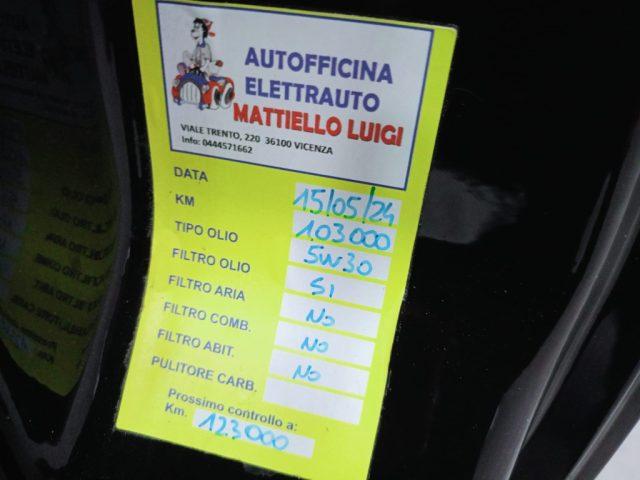 AUTOFFICINA
ELETTRAUTO
MATTIELLO LUIGI
VIALE TRENTO, 220 36100 VICENZA
Info: 0444571662
DATA 15/05/24
KM 103000
TIPO OLIO 5W30
FILTRO OLIO SI
FILTRO ARIA No
FILTRO COMB. No
FILTRO ABIT. No
PULITORE CARB.
Prossimo controllo a:
Km. 123000